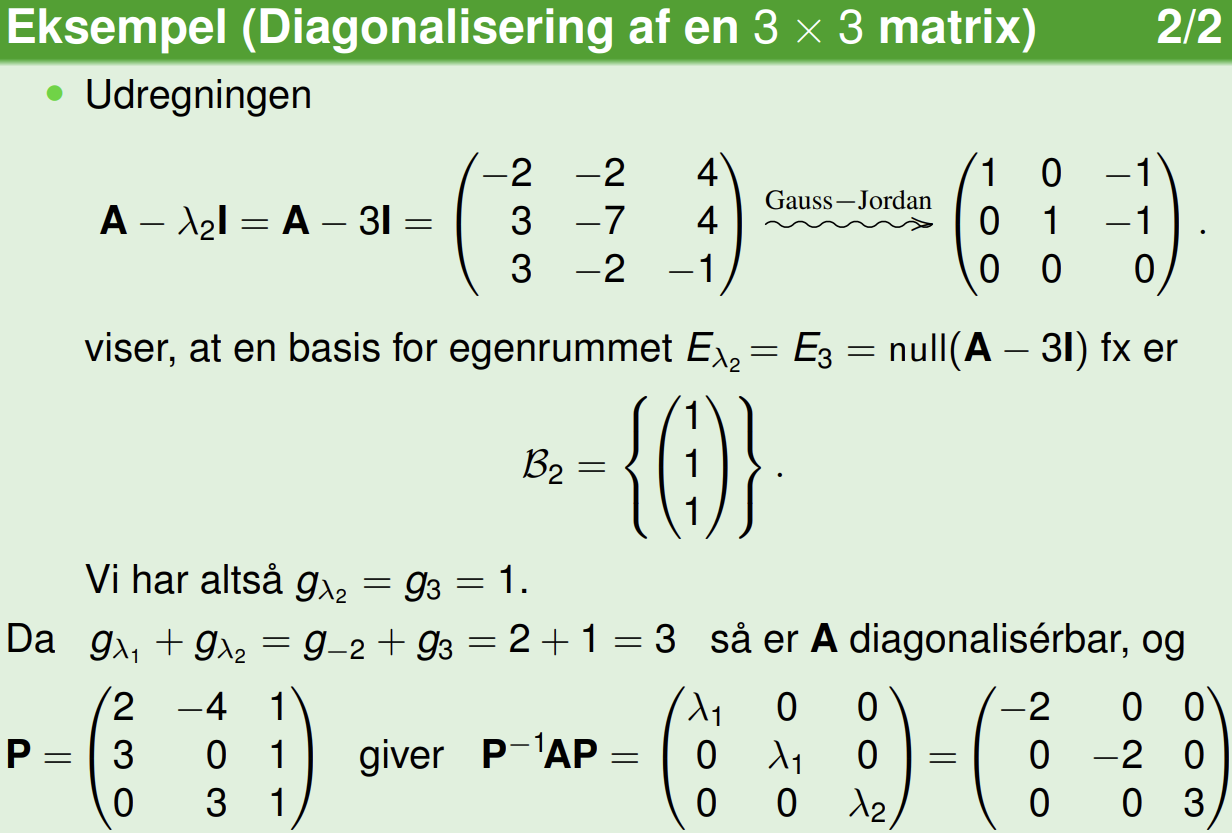 Eksempel (Diagonalisering af en 3 × 3 matrix) 2/2
• Udregningen
A − λ₂I = A − 3I = (−2 −2 4; 3 −7 4; 3 −2 −1) Gauss−Jordan ⇝ (1 0 −1; 0 1 −1; 0 0 0).
viser, at en basis for egenrummet E_λ₂ = E₃ = null(A − 3I) fx er
B₂ = {(1; 1; 1)}.
Vi har altså g_λ₂ = g₃ = 1.
Da g_λ₁ + g_λ₂ = g₋₂ + g₃ = 2 + 1 = 3 så er A diagonalisérbar, og
P = (2 −4 1; 3 0 1; 0 3 1) giver P⁻¹AP = (λ₁ 0 0; 0 λ₁ 0; 0 0 λ₂) = (−2 0 0; 0 −2 0; 0 0 3)